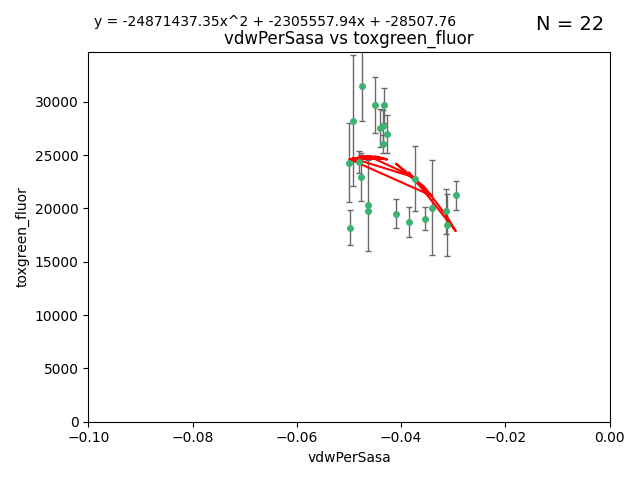 y = -24871437.35x^2 + -2305557.94x + -28507.76
N = 22
vdwPerSasa vs toxgreen_fluor
30000
25000
20000
15000
10000
5000
0
toxgreen_fluor
−0.10
−0.08
−0.06
−0.04
−0.02
0.00
vdwPerSasa